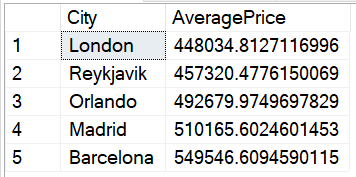 City AveragePrice
1 London 448034.8127116996
2 Reykjavik 457320.4776150069
3 Orlando 492679.9749697829
4 Madrid 510165.6024601453
5 Barcelona 549546.6094590115